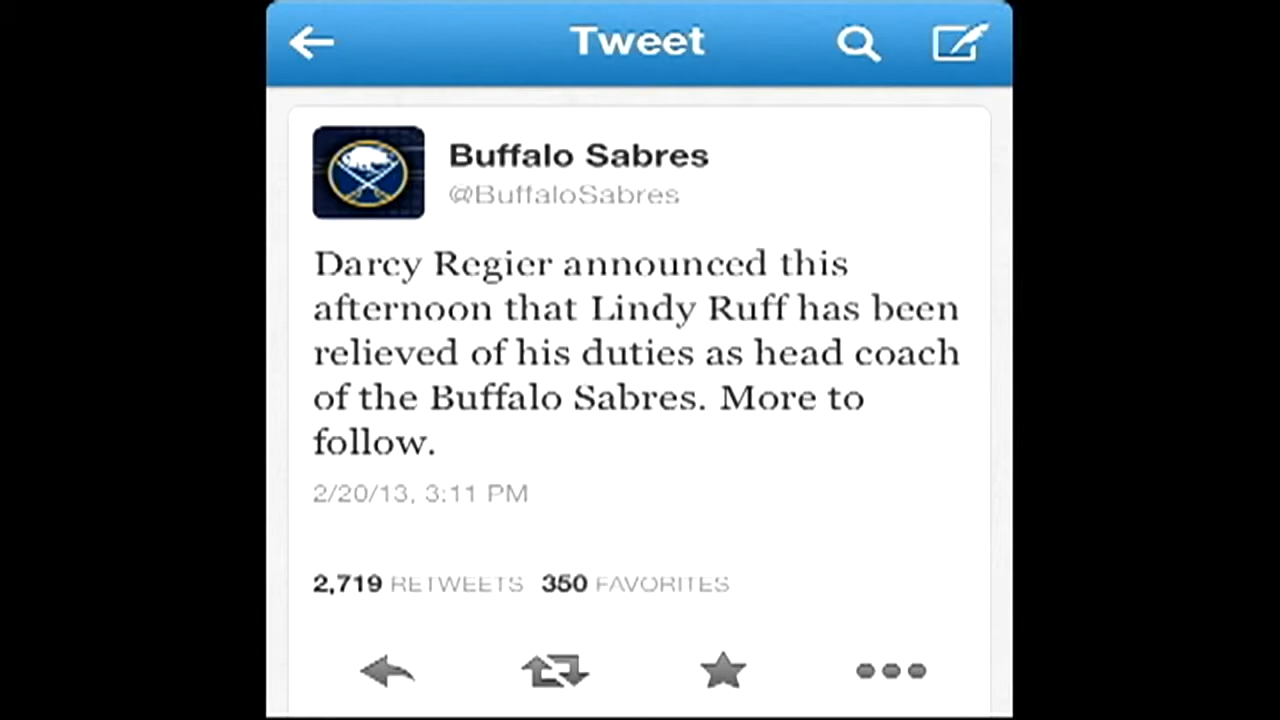 Tweet
Buffalo Sabres
@BuffaloSabres
Darcy Regier announced this
afternoon that Lindy Ruff has been
relieved of his duties as head coach
of the Buffalo Sabres. More to
follow.
2/20/13, 3:11 PM
2,719 RETWEETS 350 FAVORITES